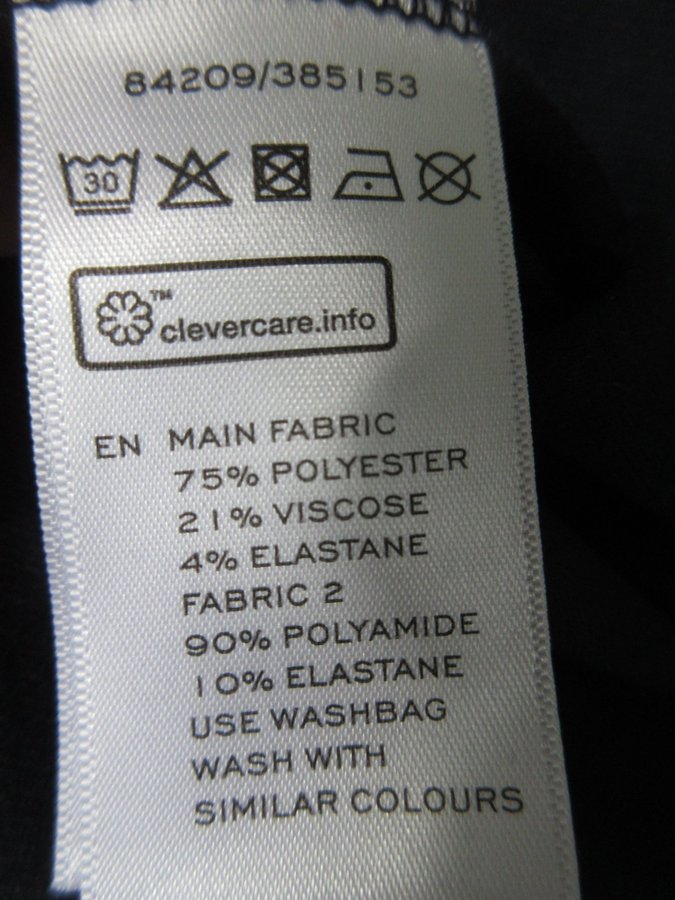 84209/385153
30
™
clevercare.info
EN MAIN FABRIC
75% POLYESTER
21% VISCOSE
4% ELASTANE
FABRIC 2
90% POLYAMIDE
10% ELASTANE
USE WASHBAG
WASH WITH
SIMILAR COLOURS